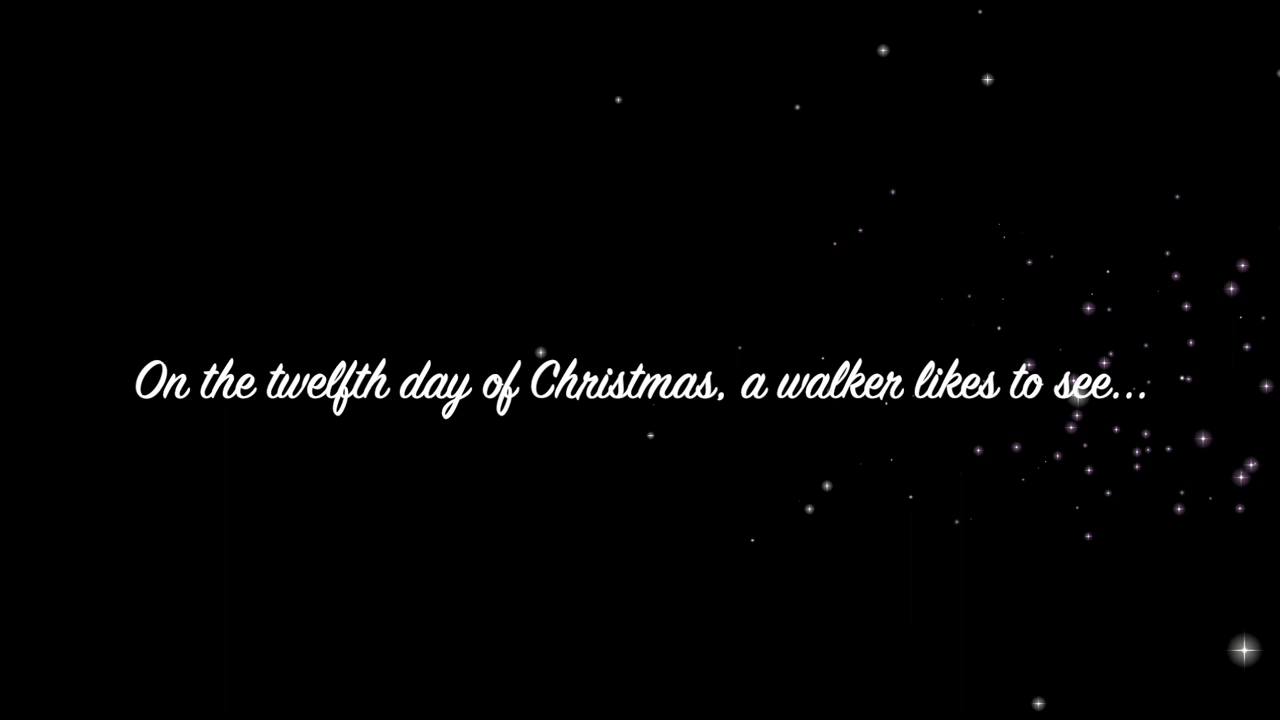 On the twelfth day of Christmas, a walker likes to see...